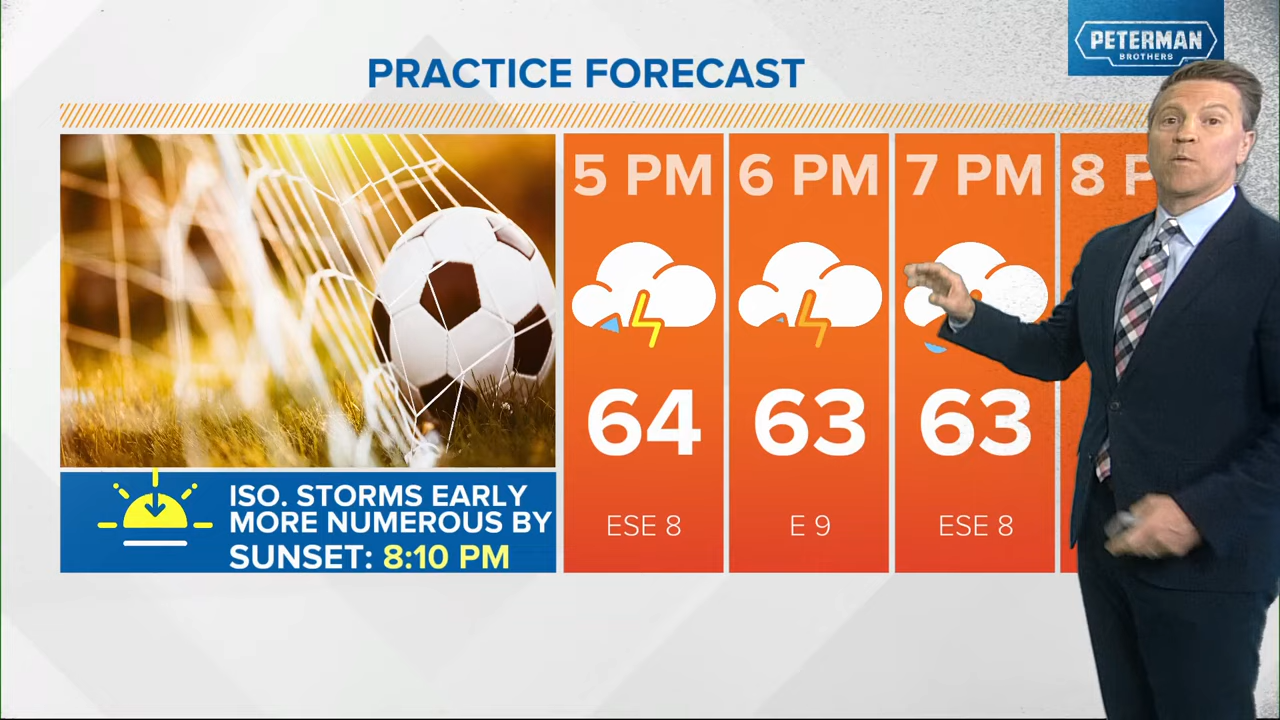 PETERMAN
BROTHERS
PRACTICE FORECAST
5 PM 6 PM 7 PM 8 P
64 63 63
ESE 8 E 9 ESE 8
ISO. STORMS EARLY
MORE NUMEROUS BY
SUNSET: 8:10 PM